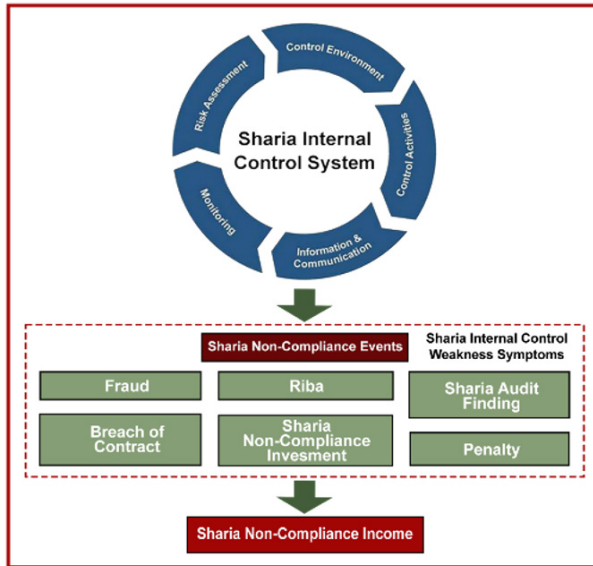 Control Environment
Risk Assessment
Control Activities
Sharia Internal
Control System
Monitoring
Information &
Communication
Sharia Non-Compliance Events
Sharia Internal Control
Weakness Symptoms
Fraud
Riba
Sharia Audit
Finding
Breach of
Contract
Sharia
Non-Compliance
Invesment
Penalty
Sharia Non-Compliance Income